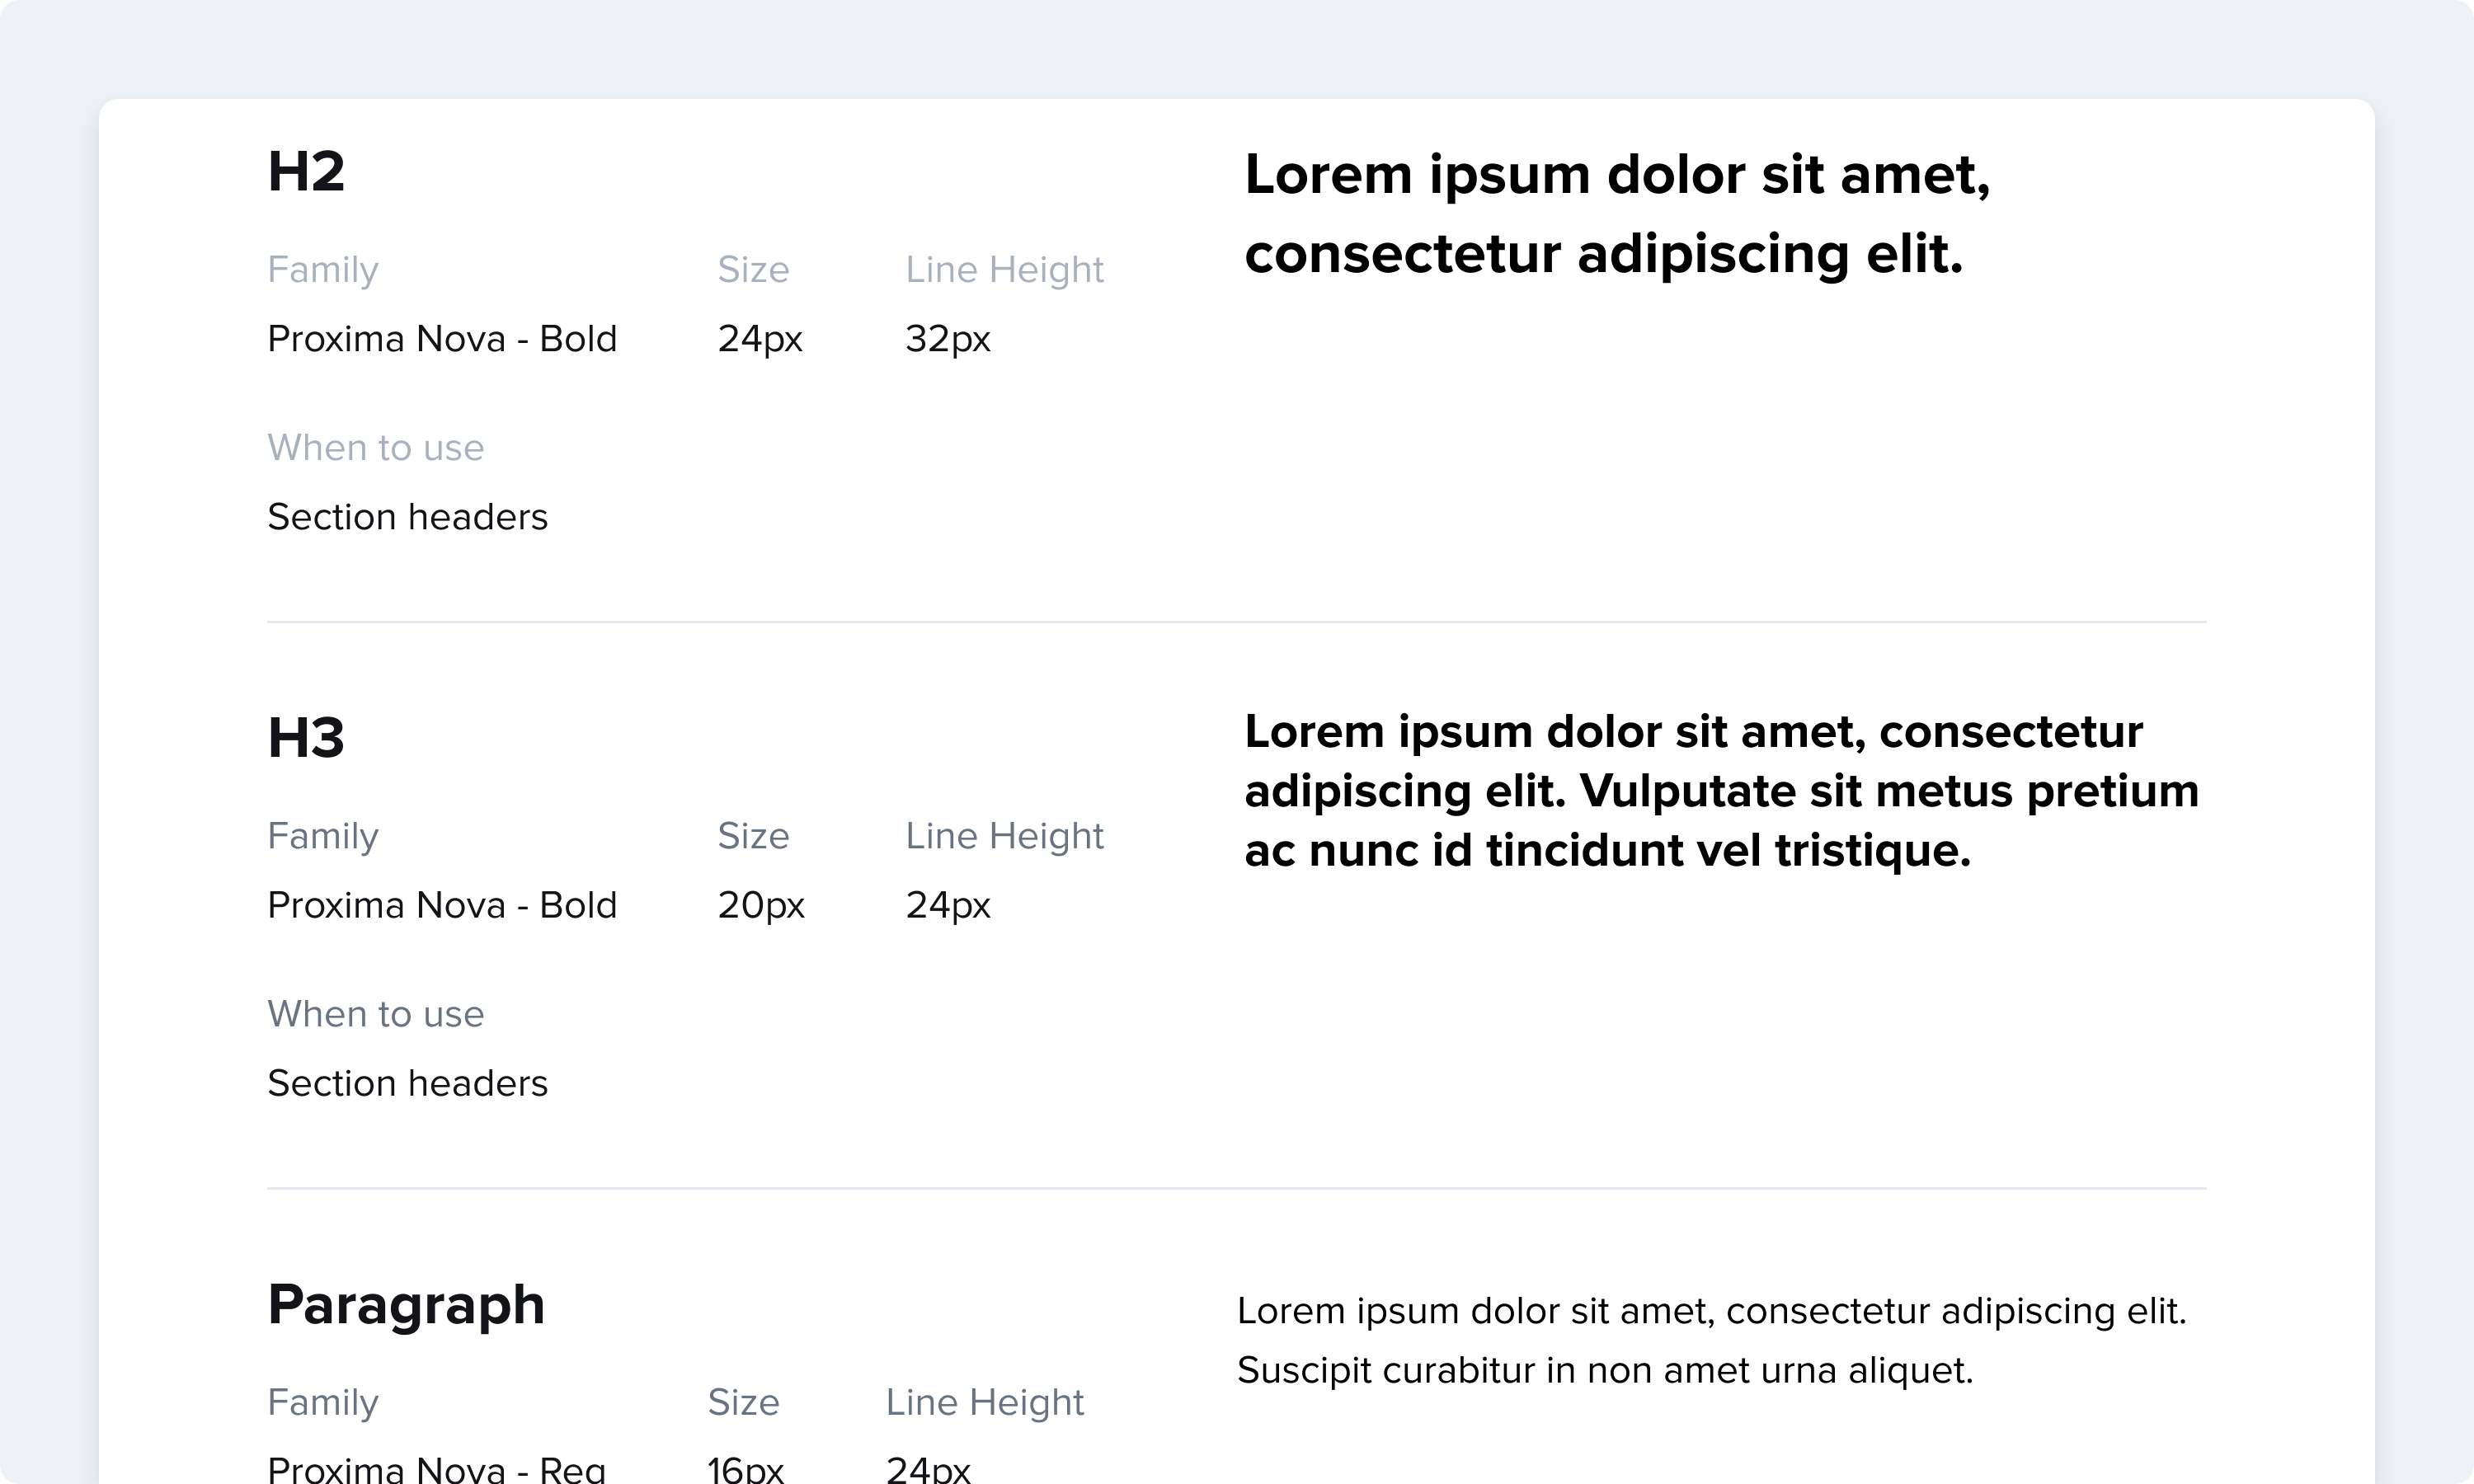 H2
Family Size Line Height
Proxima Nova - Bold 24px 32px
When to use
Section headers
Lorem ipsum dolor sit amet,
consectetur adipiscing elit.
H3
Family Size Line Height
Proxima Nova - Bold 20px 24px
When to use
Section headers
Lorem ipsum dolor sit amet, consectetur
adipiscing elit. Vulputate sit metus pretium
ac nunc id tincidunt vel tristique.
Paragraph
Family Size Line Height
Proxima Nova - Reg 16px 24px
Lorem ipsum dolor sit amet, consectetur adipiscing elit.
Suscipit curabitur in non amet urna aliquet.